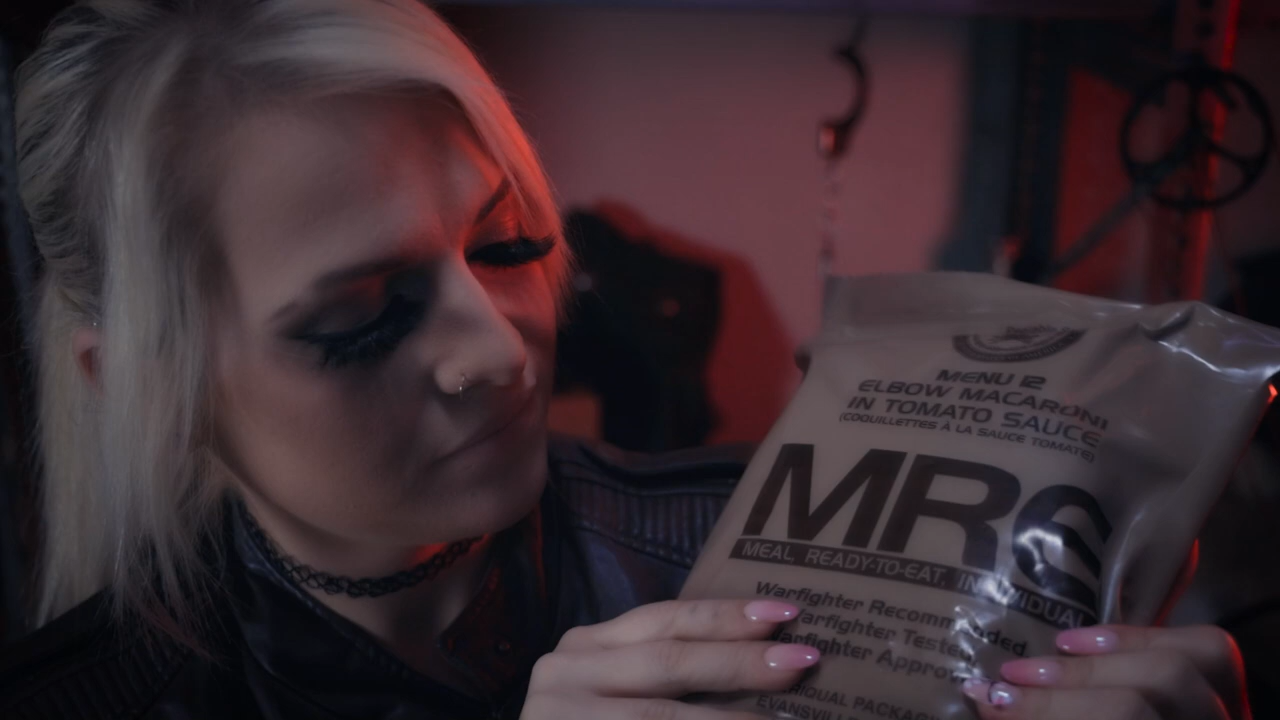 MENU 12
ELBOW MACARONI
IN TOMATO SAUCE
(COQUILLETTES À LA SAUCE TOMATE)
MRE
MEAL, READY-TO-EAT, INDIVIDUAL
Warfighter Recommended
Warfighter Tested
Warfighter Approved
EVANSVILLE